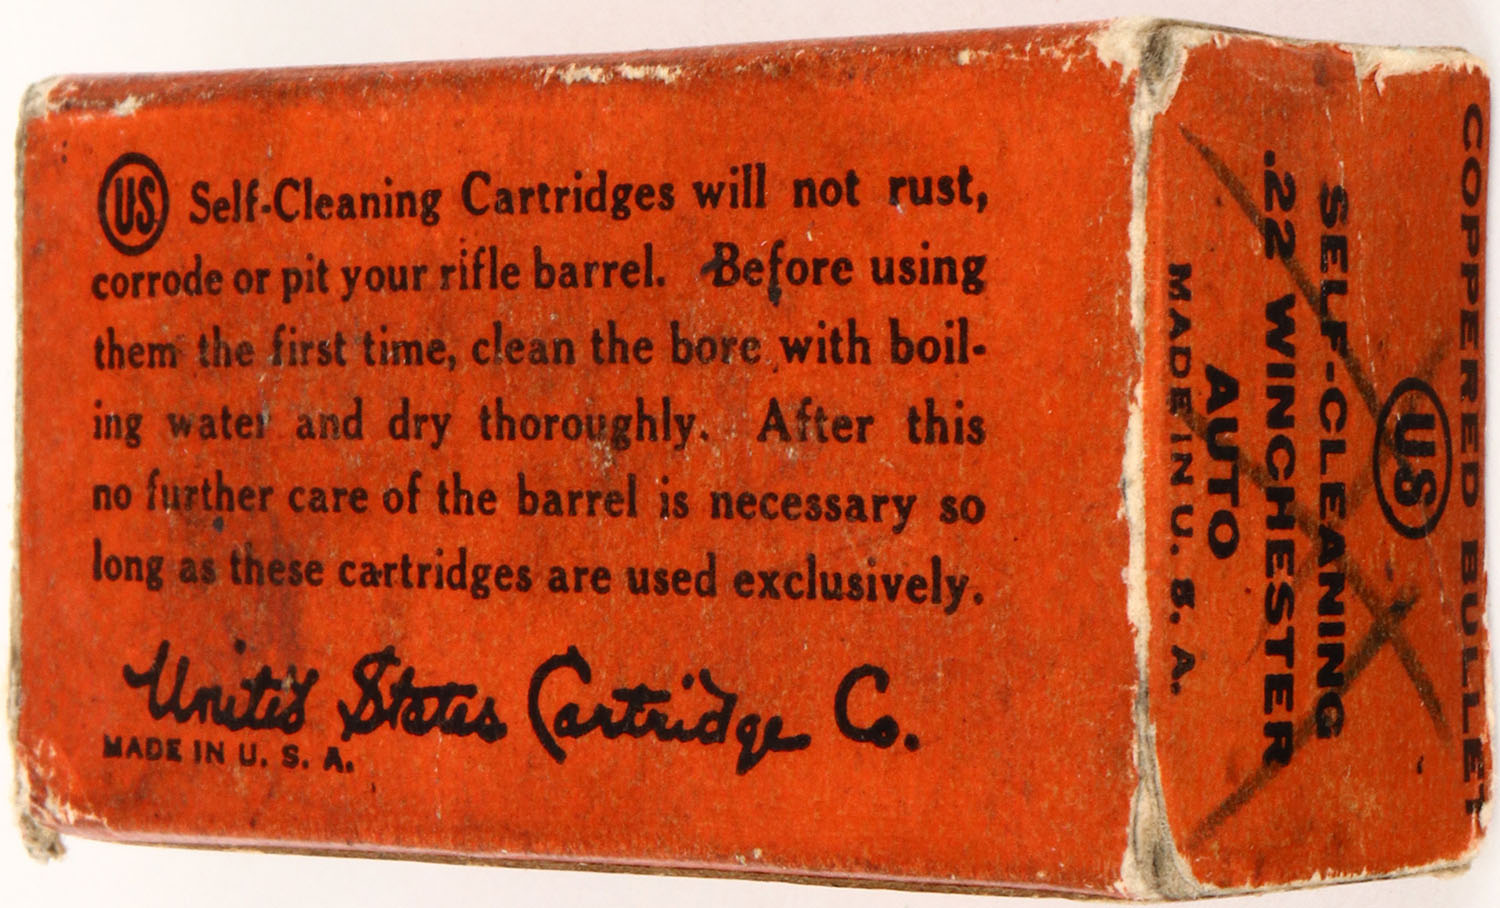 US Self-Cleaning Cartridges will not rust,
corrode or pit your rifle barrel. Before using
them the first time, clean the bore with boil-
ing water and dry thoroughly. After this
no further care of the barrel is necessary so
long as these cartridges are used exclusively.
United States Cartridge Co.
MADE IN U. S. A.
COPPERED BULLET
US
SELF-CLEANING
.22 WINCHESTER
AUTO
MADE IN U. S. A.